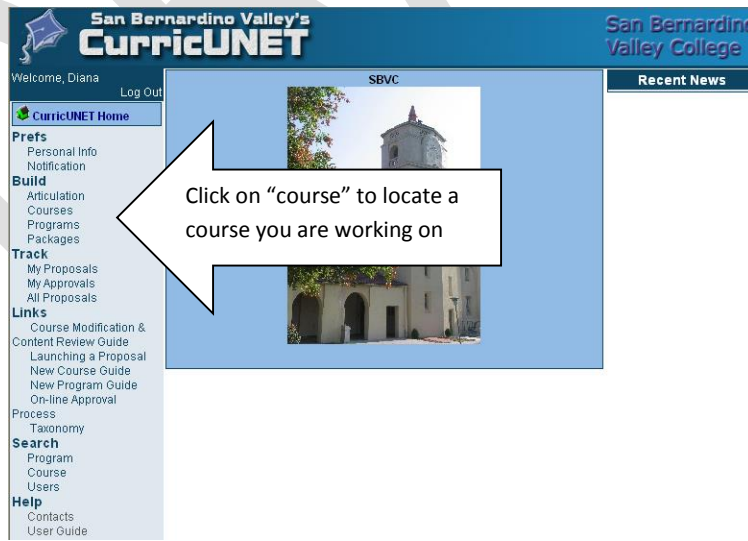 San Bernardino Valley's
CurricUNET
San Bernardino
Valley College
Welcome, Diana
Log Out
CurricUNET Home
Prefs
Personal Info
Notification
Build
Articulation
Courses
Programs
Packages
Track
My Proposals
My Approvals
All Proposals
Links
Course Modification &
Content Review Guide
Launching a Proposal
New Course Guide
New Program Guide
On-line Approval
Process
Taxonomy
Search
Program
Course
Users
Help
Contacts
User Guide
SBVC
Click on “course” to locate a
course you are working on
Recent News